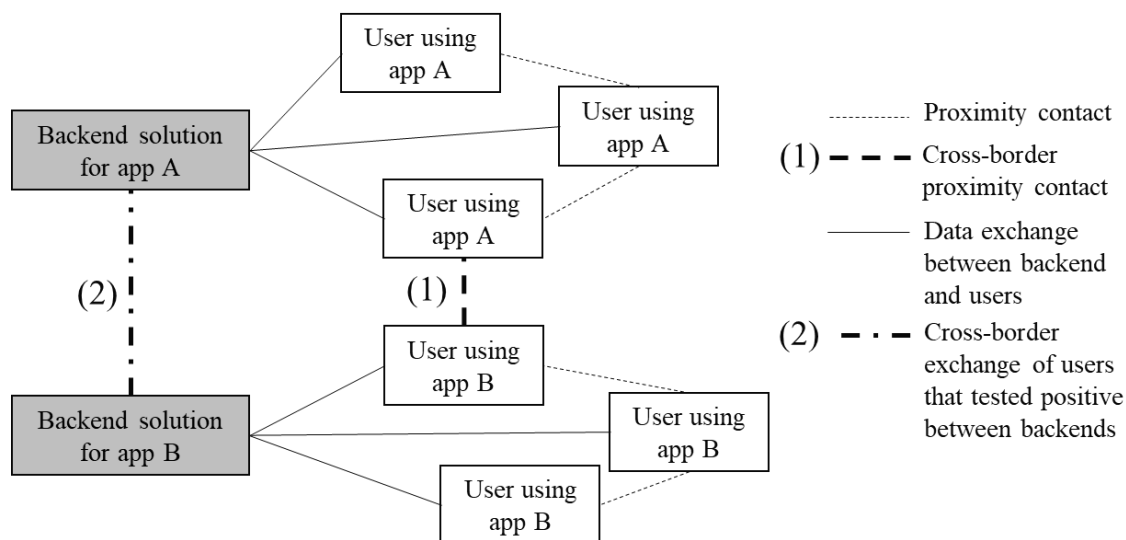 User using
app A
User using
app A
Backend solution
for app A
User using
app A
(2)
(1)
User using
app B
Backend solution
for app B
User using
app B
User using
app B
Proximity contact
(1)
Cross-border
proximity contact
Data exchange
between backend
and users
(2)
Cross-border
exchange of users
that tested positive
between backends